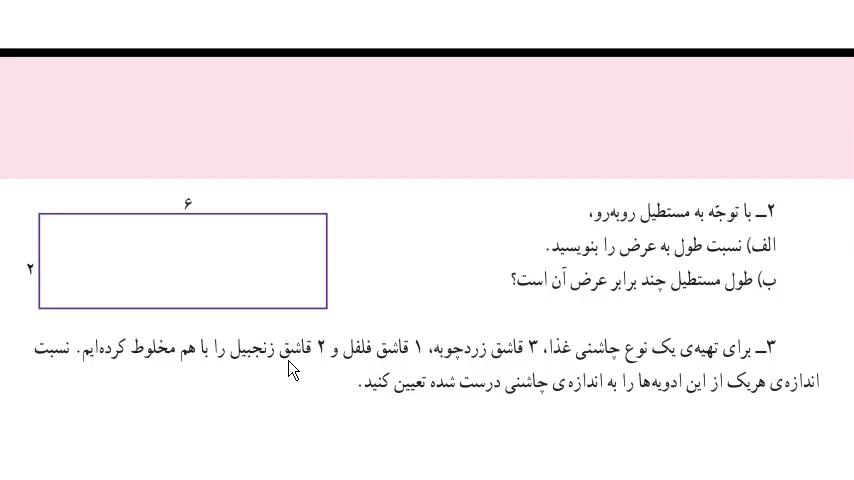 ۶
۲
۲ــ با توجّه به مستطیل روبه‌رو،
الف) نسبت طول به عرض را بنویسید.
ب) طول مستطیل چند برابر عرض آن است؟
۳ــ برای تهیه‌ی یک نوع چاشنی غذا، ۳ قاشق زردچوبه، ۱ قاشق فلفل و ۲ قاشق زنجبیل را با هم مخلوط کرده‌ایم. نسبت
اندازه‌ی هریک از این ادویه‌ها را به اندازه‌ی چاشنی درست شده تعیین کنید.